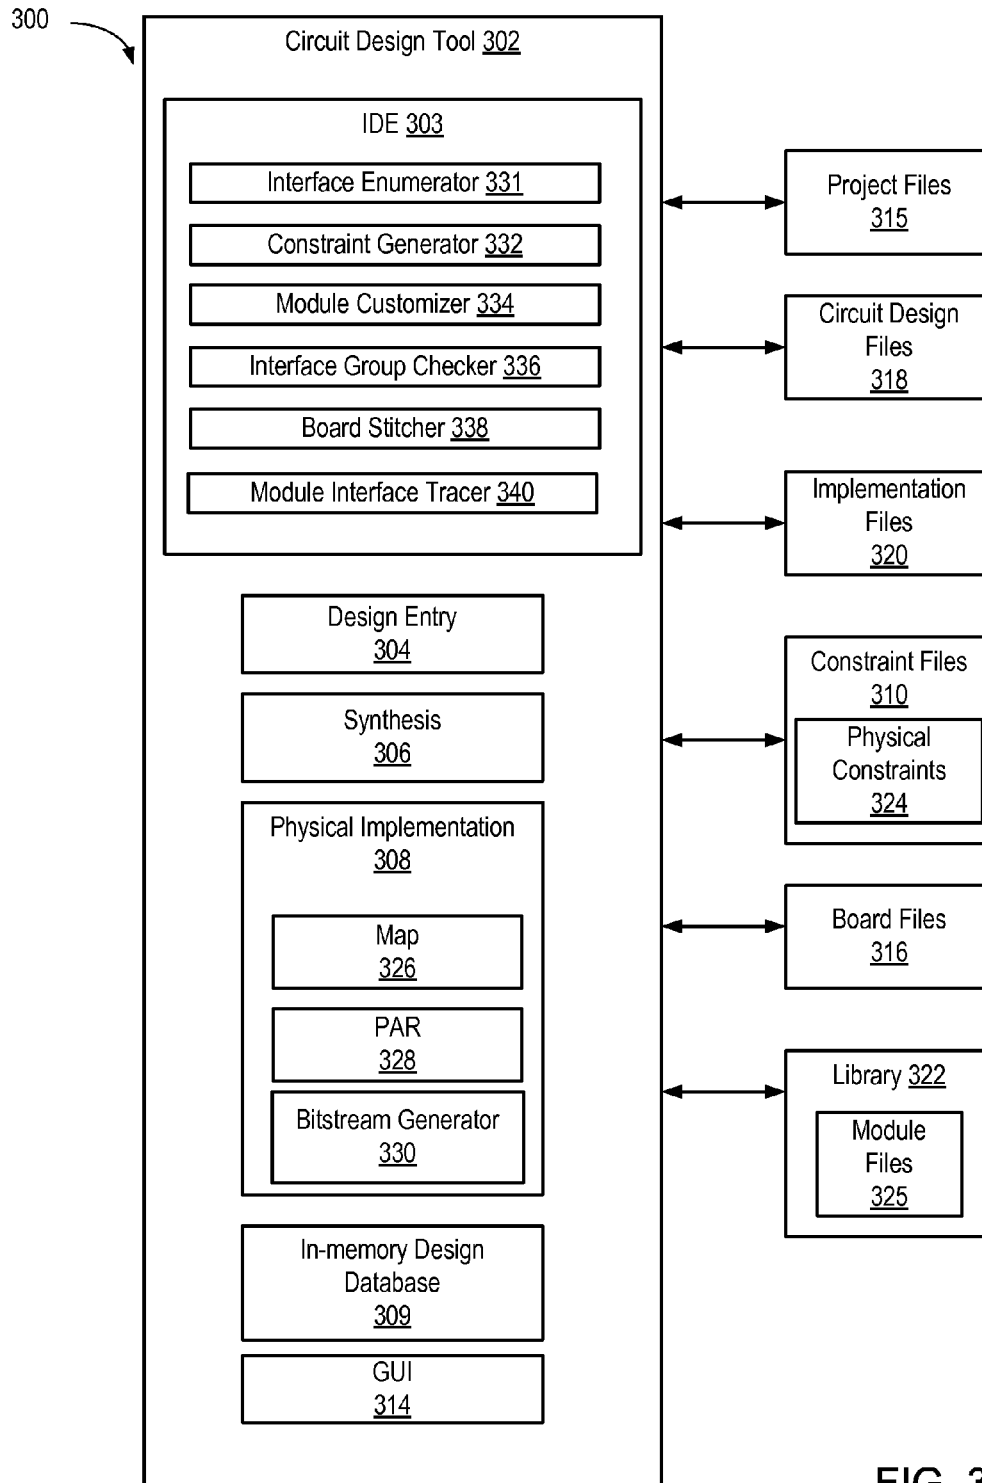 300
Circuit Design Tool 302
IDE 303
Interface Enumerator 331
Constraint Generator 332
Module Customizer 334
Interface Group Checker 336
Board Stitcher 338
Module Interface Tracer 340
Design Entry
304
Synthesis
306
Physical Implementation
308
Map
326
PAR
328
Bitstream Generator
330
In-memory Design
Database
309
GUI
314
Project Files
315
Circuit Design
Files
318
Implementation
Files
320
Constraint Files
310
Physical
Constraints
324
Board Files
316
Library 322
Module
Files
325
FIG. 3